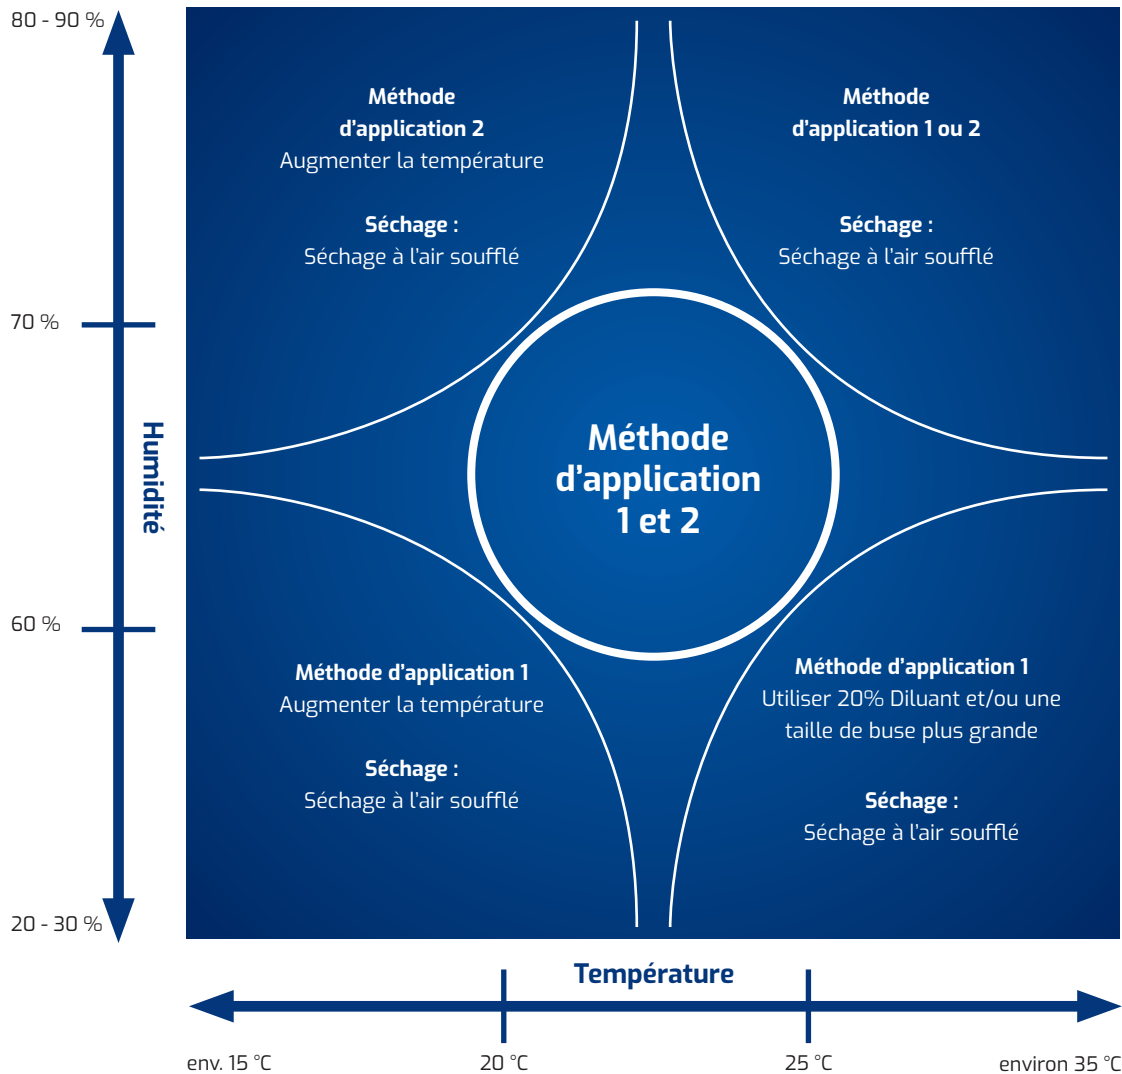 80 - 90 %
Méthode
d’application 2
Augmenter la température
Séchage :
Séchage à l’air soufflé
Méthode
d’application 1 ou 2
Séchage :
Séchage à l’air soufflé
70 %
Humidité
Méthode
d’application
1 et 2
60 %
Méthode d’application 1
Augmenter la température
Séchage :
Séchage à l’air soufflé
Méthode d’application 1
Utiliser 20% Diluant et/ou une
taille de buse plus grande
Séchage :
Séchage à l’air soufflé
20 - 30 %
Température
env. 15 °C
20 °C
25 °C
environ 35 °C